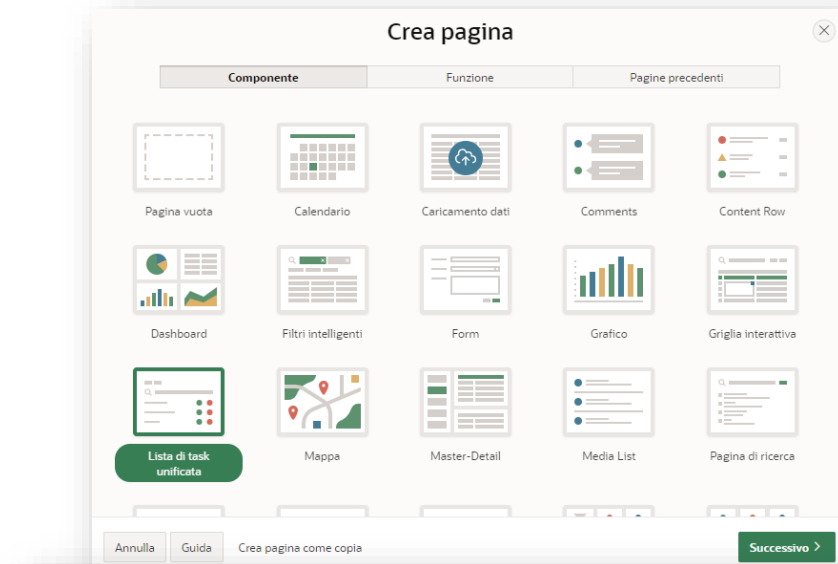 Crea pagina
Componente
Funzione
Pagine precedenti
Pagina vuota
Calendario
Caricamento dati
Comments
Content Row
Dashboard
Filtri intelligenti
Form
Grafico
Griglia interattiva
Lista di task
unificata
Mappa
Master-Detail
Media List
Pagina di ricerca
Annulla
Guida
Crea pagina come copia
Successivo